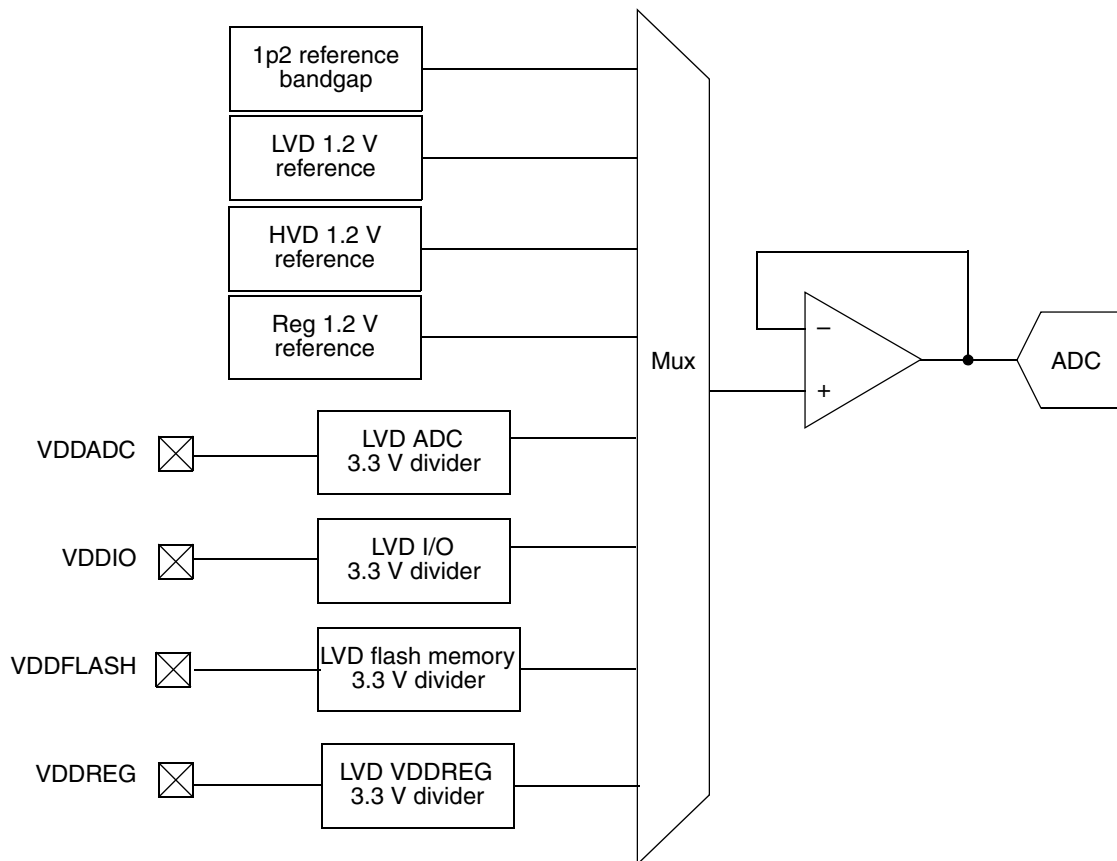 1p2 reference
bandgap
LVD 1.2 V
reference
HVD 1.2 V
reference
Reg 1.2 V
reference
Mux
−
+
ADC
VDDADC
LVD ADC
3.3 V divider
VDDIO
LVD I/O
3.3 V divider
VDDFLASH
LVD flash memory
3.3 V divider
VDDREG
LVD VDDREG
3.3 V divider